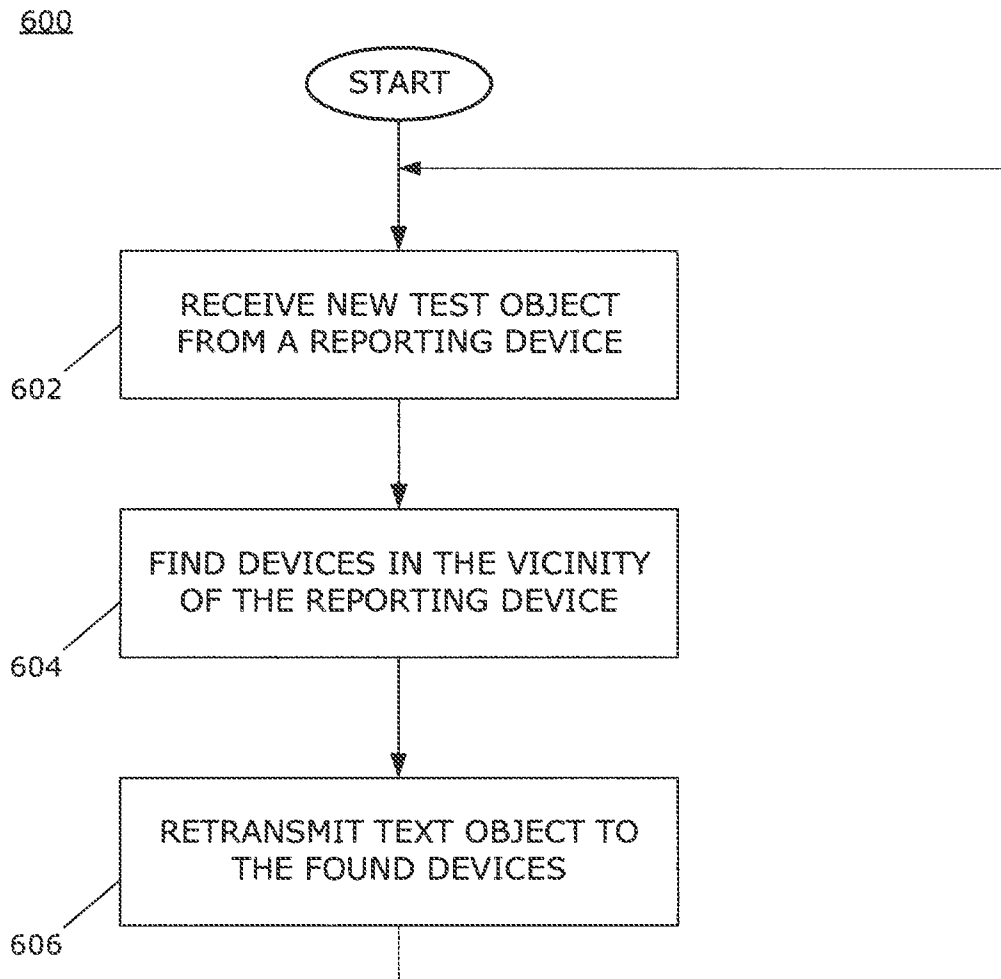 600
START
RECEIVE NEW TEST OBJECT
FROM A REPORTING DEVICE
602
FIND DEVICES IN THE VICINITY
OF THE REPORTING DEVICE
604
RETRANSMIT TEXT OBJECT TO
THE FOUND DEVICES
606